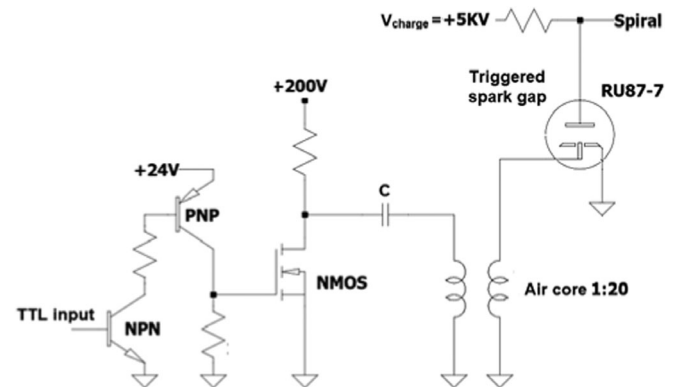 V_charge = +5KV
Spiral
Triggered
spark gap
RU87-7
+200V
+24V
PNP
C
NMOS
Air core 1:20
TTL input
NPN